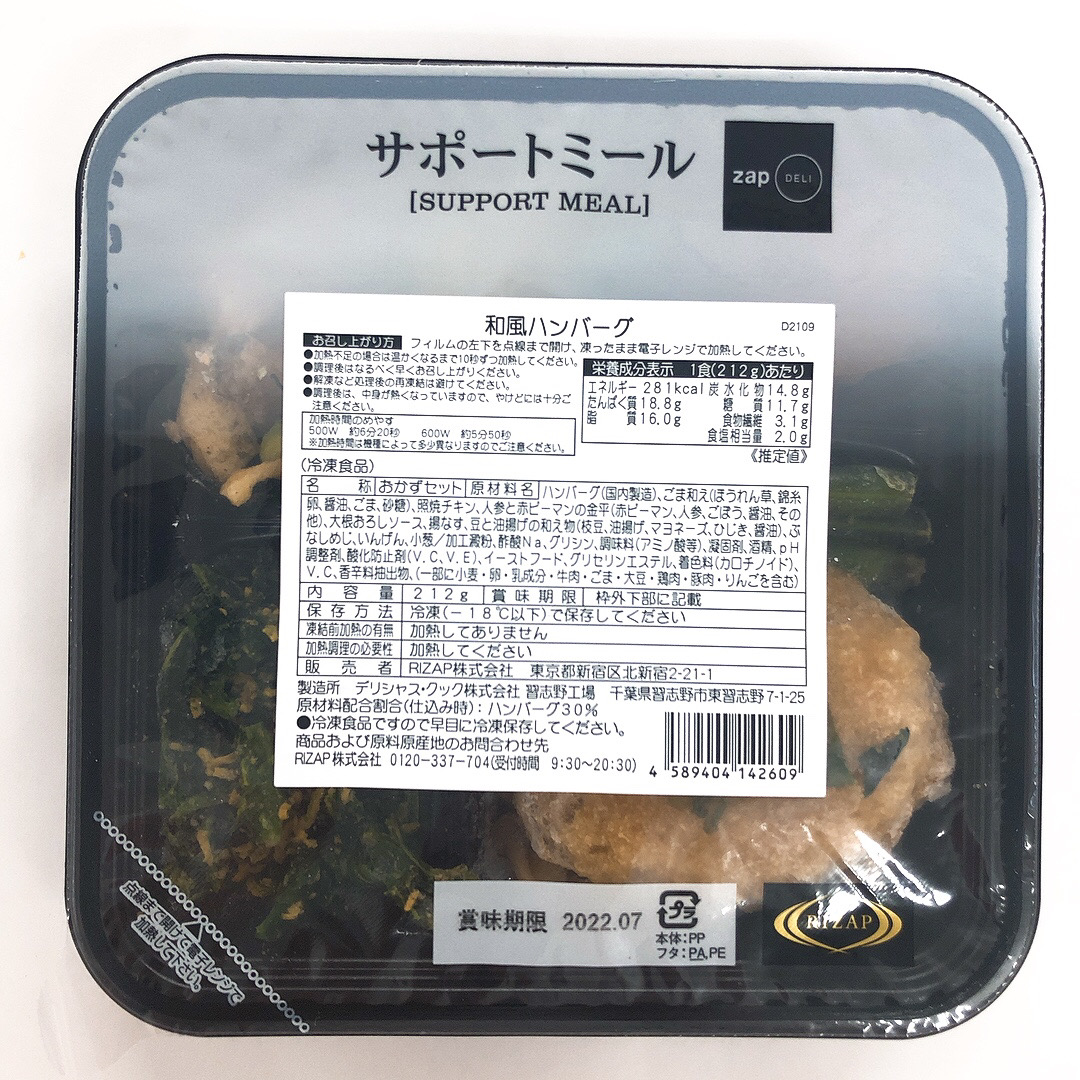 サポートミール
[SUPPORT MEAL]
zap DELI
和風ハンバーグ
D2109
お召し上がり方 フィルムの左下を点線まで開け、凍ったまま電子レンジで加熱してください。
●加熱不足の場合は温かくなるまで10秒ずつ加熱してください。
●調理後はなるべく早くお召し上がりください。
●解凍など処理後の再凍結は避けてください。
●調理後は、中身が熱くなっていますので、やけどには十分ご
注意ください。
加熱時間のめやす
500W 約6分20秒 600W 約5分50秒
※加熱時間は機種によって多少異なりますのでご注意ください。
栄養成分表示 1食(212g)あたり
エネルギー 281kcal 炭水化物 14.8g
たんぱく質 18.8g 糖質 11.7g
脂質 16.0g 食物繊維 3.1g
食塩相当量 2.0g
《推定値》
(冷凍食品)
名称 おかずセット 原材料名 ハンバーグ(国内製造)、ごま和え(ほうれん草、錦糸
卵、醤油、ごま、砂糖)、照焼チキン、人参と赤ピーマンの金平(赤ピーマン、人参、ごぼう、醤油、その
他)、大根おろしソース、揚なす、豆と油揚げの和え物(枝豆、油揚げ、マヨネーズ、ひじき、醤油)、ぶ
なしめじ、いんげん、小葱／加工澱粉、酢酸Na、グリシン、調味料(アミノ酸等)、凝固剤、酒精、pH
調整剤、酸化防止剤(V.C、V.E)、イーストフード、グリセリンエステル、着色料(カロチノイド)、
V.C、香辛料抽出物、(一部に小麦・卵・乳成分・牛肉・ごま・大豆・鶏肉・豚肉・りんごを含む)
内容量 212g 賞味期限 枠外下部に記載
保存方法 冷凍(－18℃以下)で保存してください
凍結前加熱の有無 加熱してありません
加熱調理の必要性 加熱してください
販売者 RIZAP株式会社 東京都新宿区北新宿2-21-1
製造所 デリシャス・クック株式会社 習志野工場 千葉県習志野市東習志野7-1-25
原材料配合割合(仕込み時)：ハンバーグ30％
●冷凍食品ですので早目に冷凍保存してください。
商品および原料原産地のお問合わせ先
RIZAP株式会社 0120-337-704(受付時間 9:30～20:30)
4 589404 142609
点線まで開けて電子レンジで
加熱してください。
賞味期限 2022.07
プラ
本体:PP
フタ:PA,PE
RIZAP